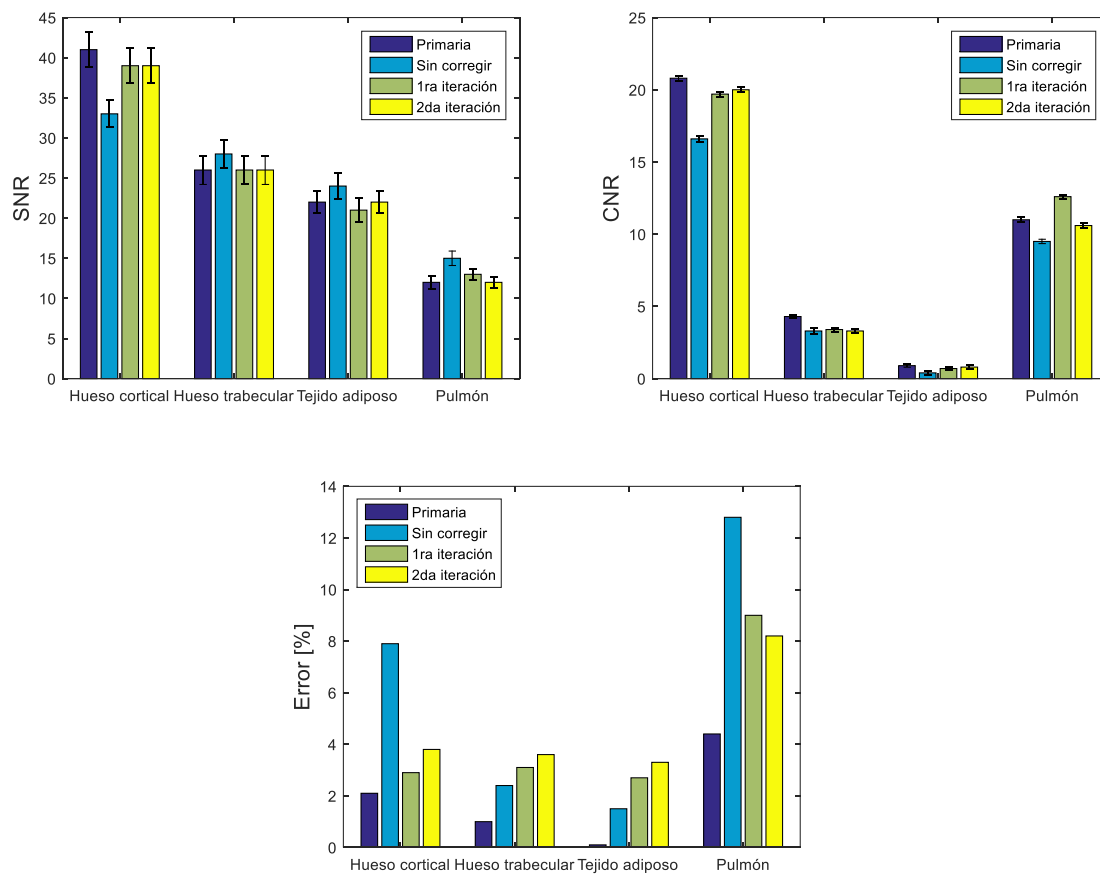 45
40
35
30
25
20
15
10
5
0
SNR
Primaria
Sin corregir
1ra iteración
2da iteración
Hueso cortical Hueso trabecular Tejido adiposo Pulmón
25
20
15
10
5
0
CNR
Primaria
Sin corregir
1ra iteración
2da iteración
Hueso cortical Hueso trabecular Tejido adiposo Pulmón
14
12
10
8
6
4
2
0
Error [%]
Primaria
Sin corregir
1ra iteración
2da iteración
Hueso cortical Hueso trabecular Tejido adiposo Pulmón